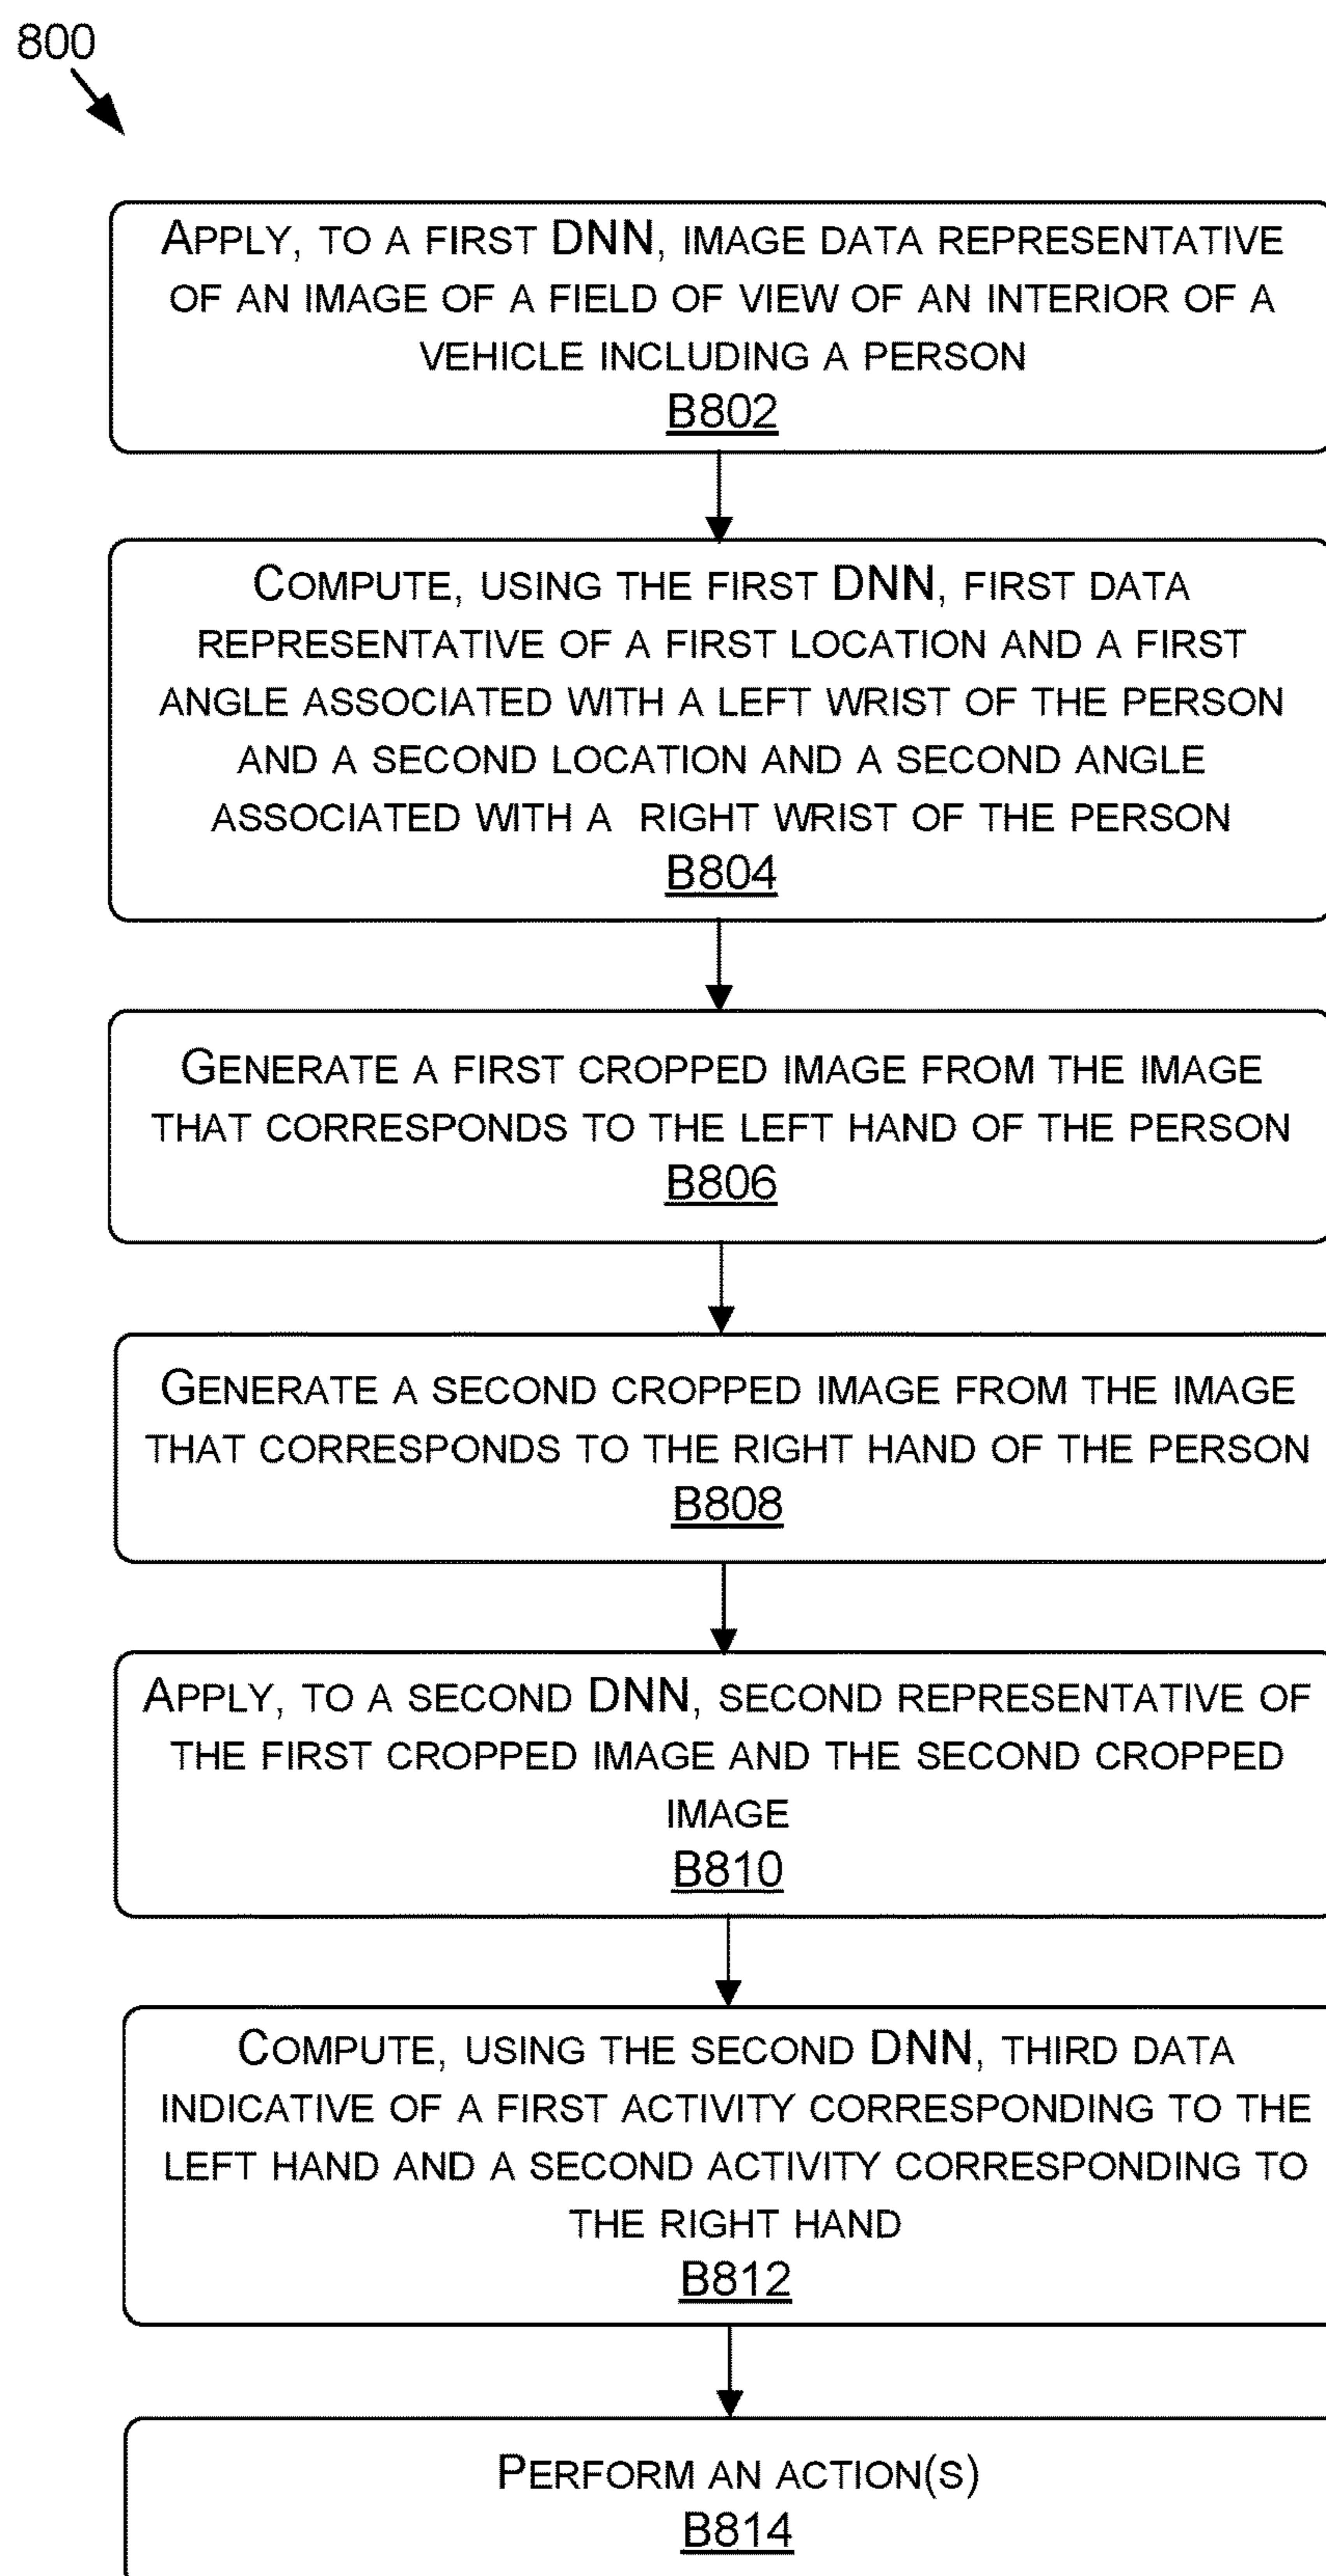 800
APPLY, TO A FIRST DNN, IMAGE DATA REPRESENTATIVE
OF AN IMAGE OF A FIELD OF VIEW OF AN INTERIOR OF A
VEHICLE INCLUDING A PERSON
B802
COMPUTE, USING THE FIRST DNN, FIRST DATA
REPRESENTATIVE OF A FIRST LOCATION AND A FIRST
ANGLE ASSOCIATED WITH A LEFT WRIST OF THE PERSON
AND A SECOND LOCATION AND A SECOND ANGLE
ASSOCIATED WITH A RIGHT WRIST OF THE PERSON
B804
GENERATE A FIRST CROPPED IMAGE FROM THE IMAGE
THAT CORRESPONDS TO THE LEFT HAND OF THE PERSON
B806
GENERATE A SECOND CROPPED IMAGE FROM THE IMAGE
THAT CORRESPONDS TO THE RIGHT HAND OF THE PERSON
B808
APPLY, TO A SECOND DNN, SECOND REPRESENTATIVE OF
THE FIRST CROPPED IMAGE AND THE SECOND CROPPED
IMAGE
B810
COMPUTE, USING THE SECOND DNN, THIRD DATA
INDICATIVE OF A FIRST ACTIVITY CORRESPONDING TO THE
LEFT HAND AND A SECOND ACTIVITY CORRESPONDING TO
THE RIGHT HAND
B812
PERFORM AN ACTION(S)
B814